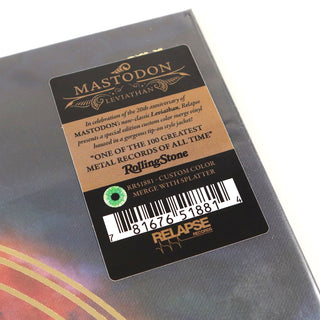 MASTODON
LEVIATHAN
In celebration of the 20th anniversary of
MASTODON's now-classic Leviathan, Relapse
presents a special edition custom color merge vinyl
housed in a gorgeous tip-on style jacket!
"ONE OF THE 100 GREATEST
METAL RECORDS OF ALL TIME"
RollingStone
RR51881 - CUSTOM COLOR
MERGE WITH SPLATTER
7 81676 51881 4
RELAPSE
RECORDS